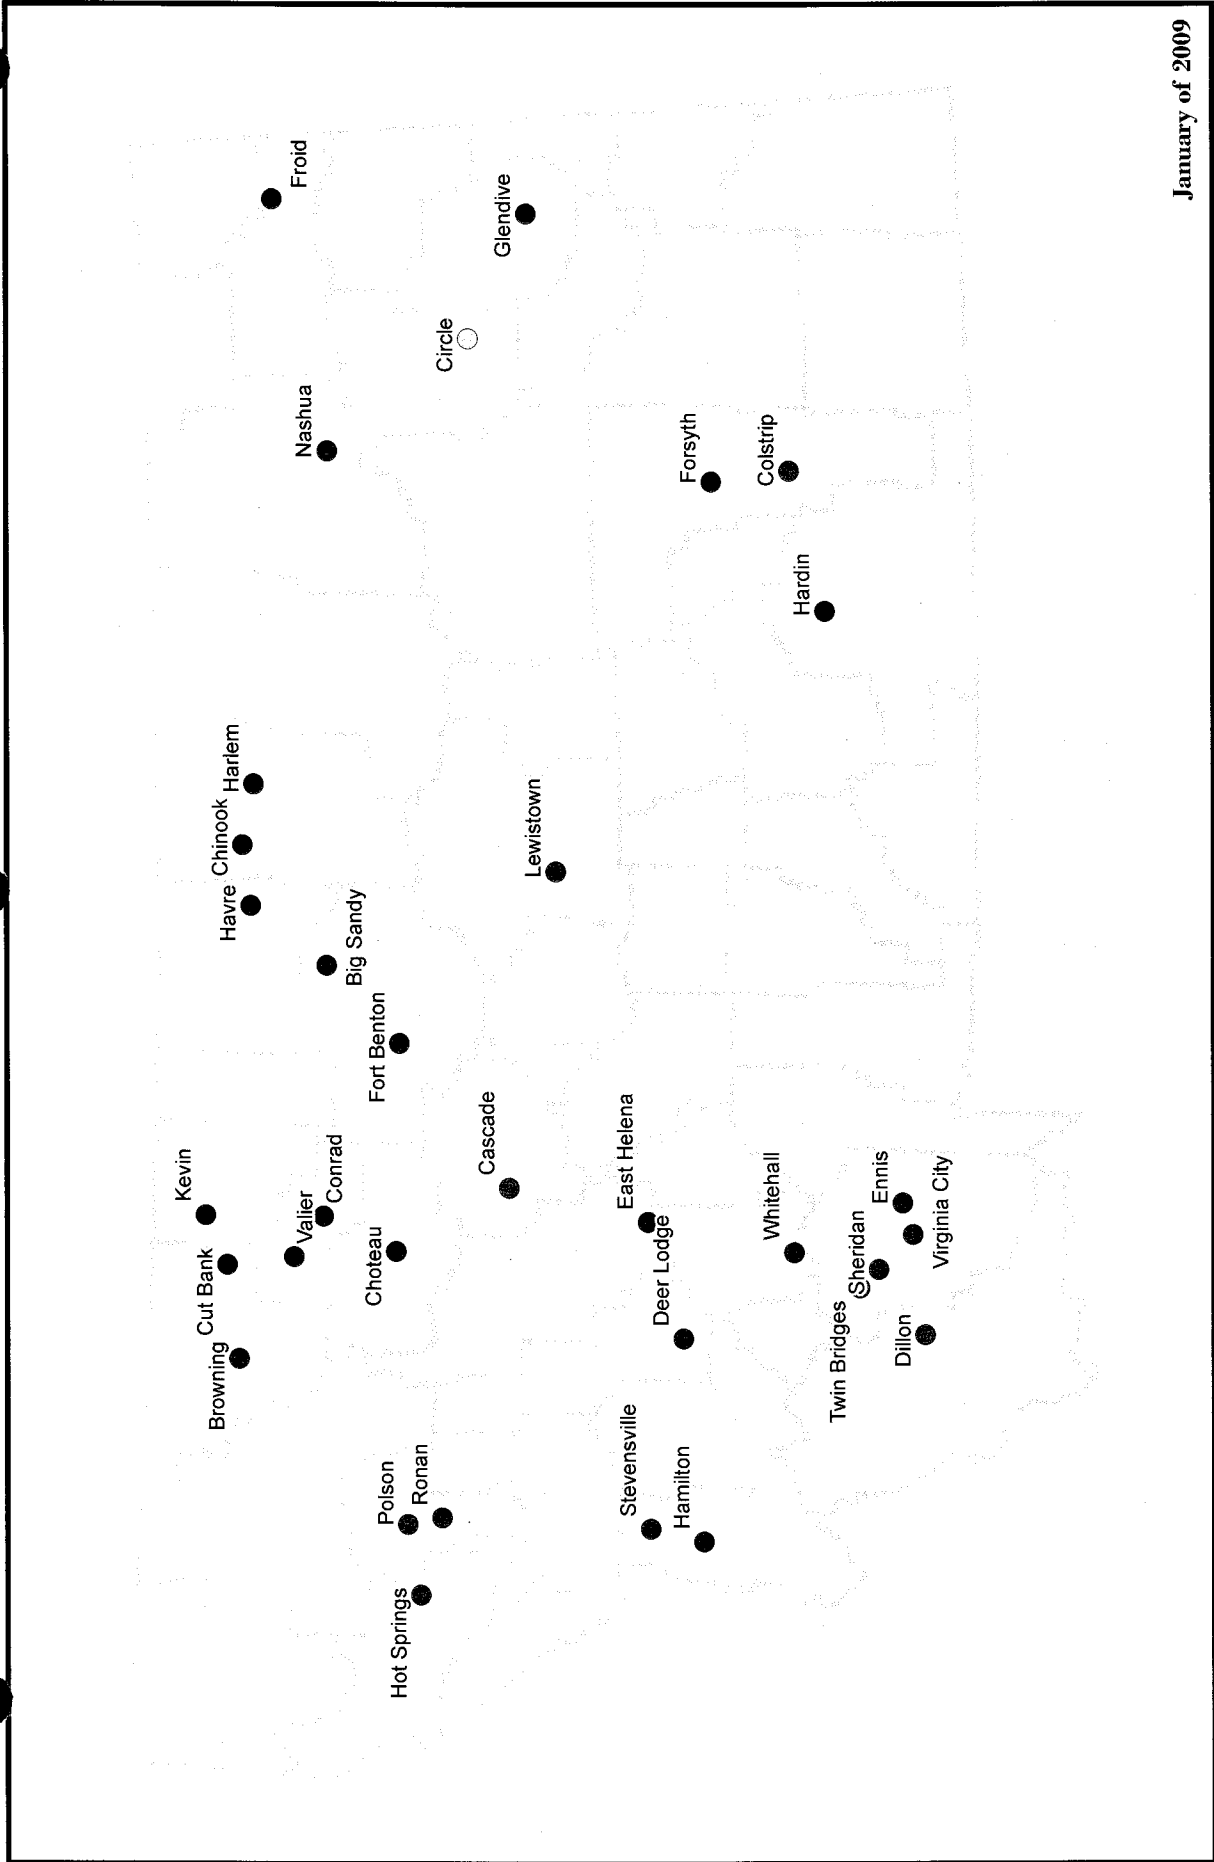 Kevin
Cut Bank
Browning
Valier
Conrad
Choteau
Havre
Chinook
Harlem
Big Sandy
Fort Benton
Nashua
Froid
Circle
Glendive
Polson
Ronan
Hot Springs
Cascade
Lewistown
East Helena
Deer Lodge
Stevensville
Hamilton
Whitehall
Forsyth
Colstrip
Hardin
Twin Bridges
Sheridan
Ennis
Virginia City
Dillon
January of 2009